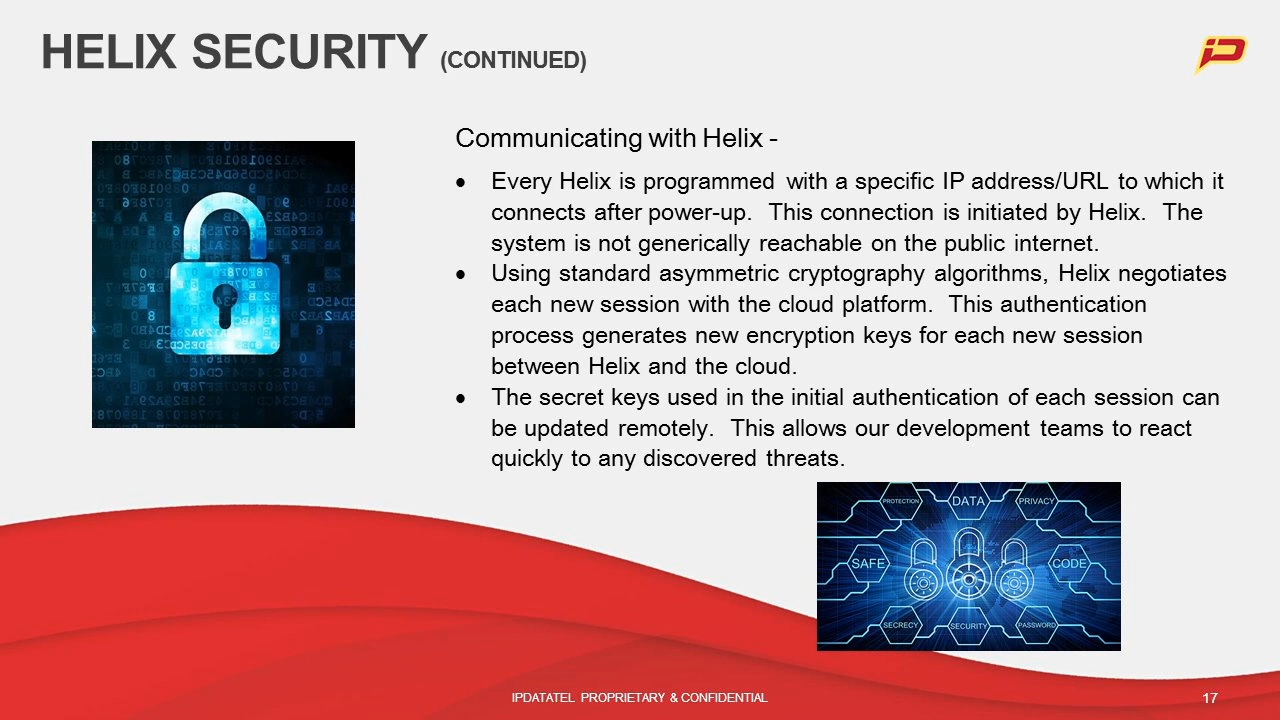 HELIX SECURITY (CONTINUED)
Communicating with Helix -
• Every Helix is programmed with a specific IP address/URL to which it
connects after power-up. This connection is initiated by Helix. The
system is not generically reachable on the public internet.
• Using standard asymmetric cryptography algorithms, Helix negotiates
each new session with the cloud platform. This authentication
process generates new encryption keys for each new session
between Helix and the cloud.
• The secret keys used in the initial authentication of each session can
be updated remotely. This allows our development teams to react
quickly to any discovered threats.
PROTECTION DATA PRIVACY
SAFE CODE
SECRECY SECURITY PASSWORD
IPDATATEL PROPRIETARY & CONFIDENTIAL
17